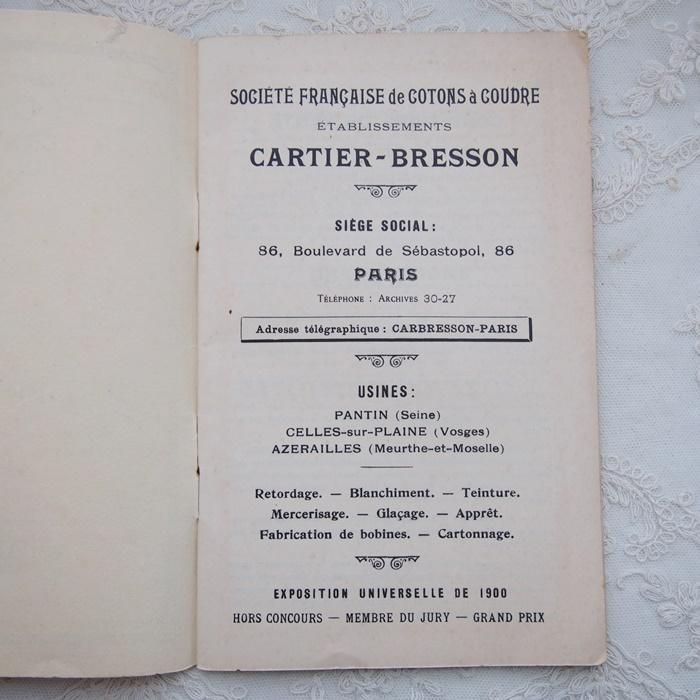 SOCIÉTÉ FRANÇAISE de COTONS à COUDRE
ÉTABLISSEMENTS
CARTIER-BRESSON
SIÈGE SOCIAL:
86, Boulevard de Sébastopol, 86
PARIS
TÉLÉPHONE : ARCHIVES 30-27
Adresse télégraphique : CARBRESSON-PARIS
USINES:
PANTIN (Seine)
CELLES-sur-PLAINE (Vosges)
AZERAILLES (Meurthe-et-Moselle)
Retordage. — Blanchiment. — Teinture.
Mercerisage. — Glaçage. — Apprêt.
Fabrication de bobines. — Cartonnage.
EXPOSITION UNIVERSELLE DE 1900
HORS CONCOURS — MEMBRE DU JURY — GRAND PRIX